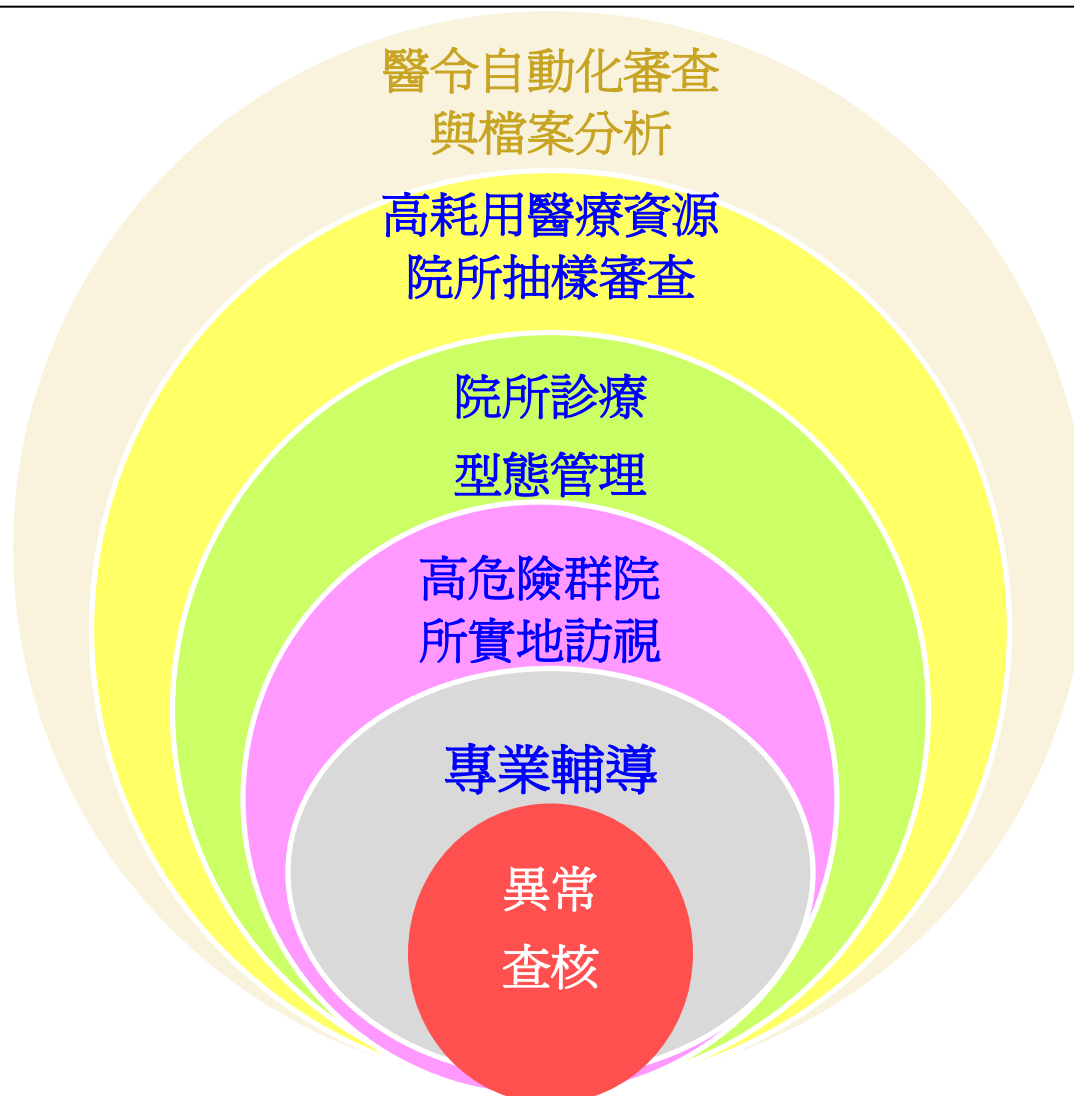 醫令自動化審查
與檔案分析
高耗用醫療資源
院所抽樣審查
院所診療
型態管理
高危險群院
所實地訪視
專業輔導
異常
查核